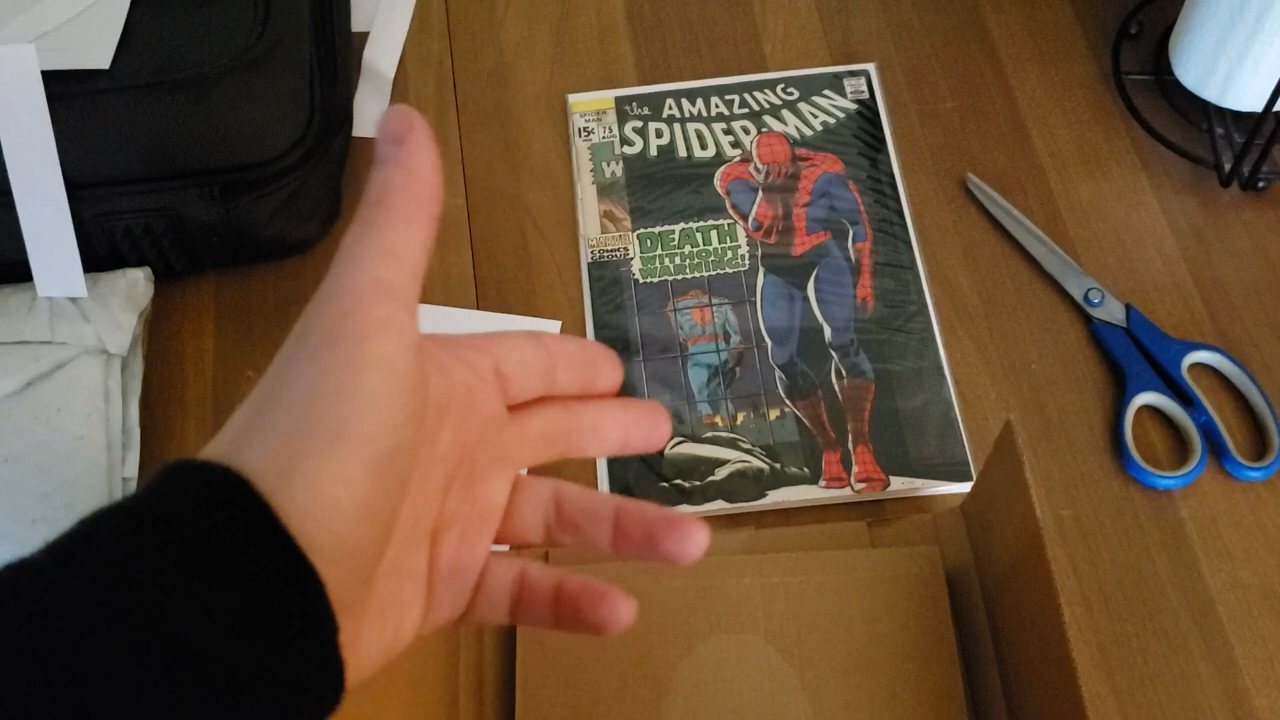 the AMAZING
SPIDER-MAN
SPIDER-
MAN
15¢
75
AUG
W
MARVEL
COMICS
GROUP
DEATH
WITHOUT
WARNING!